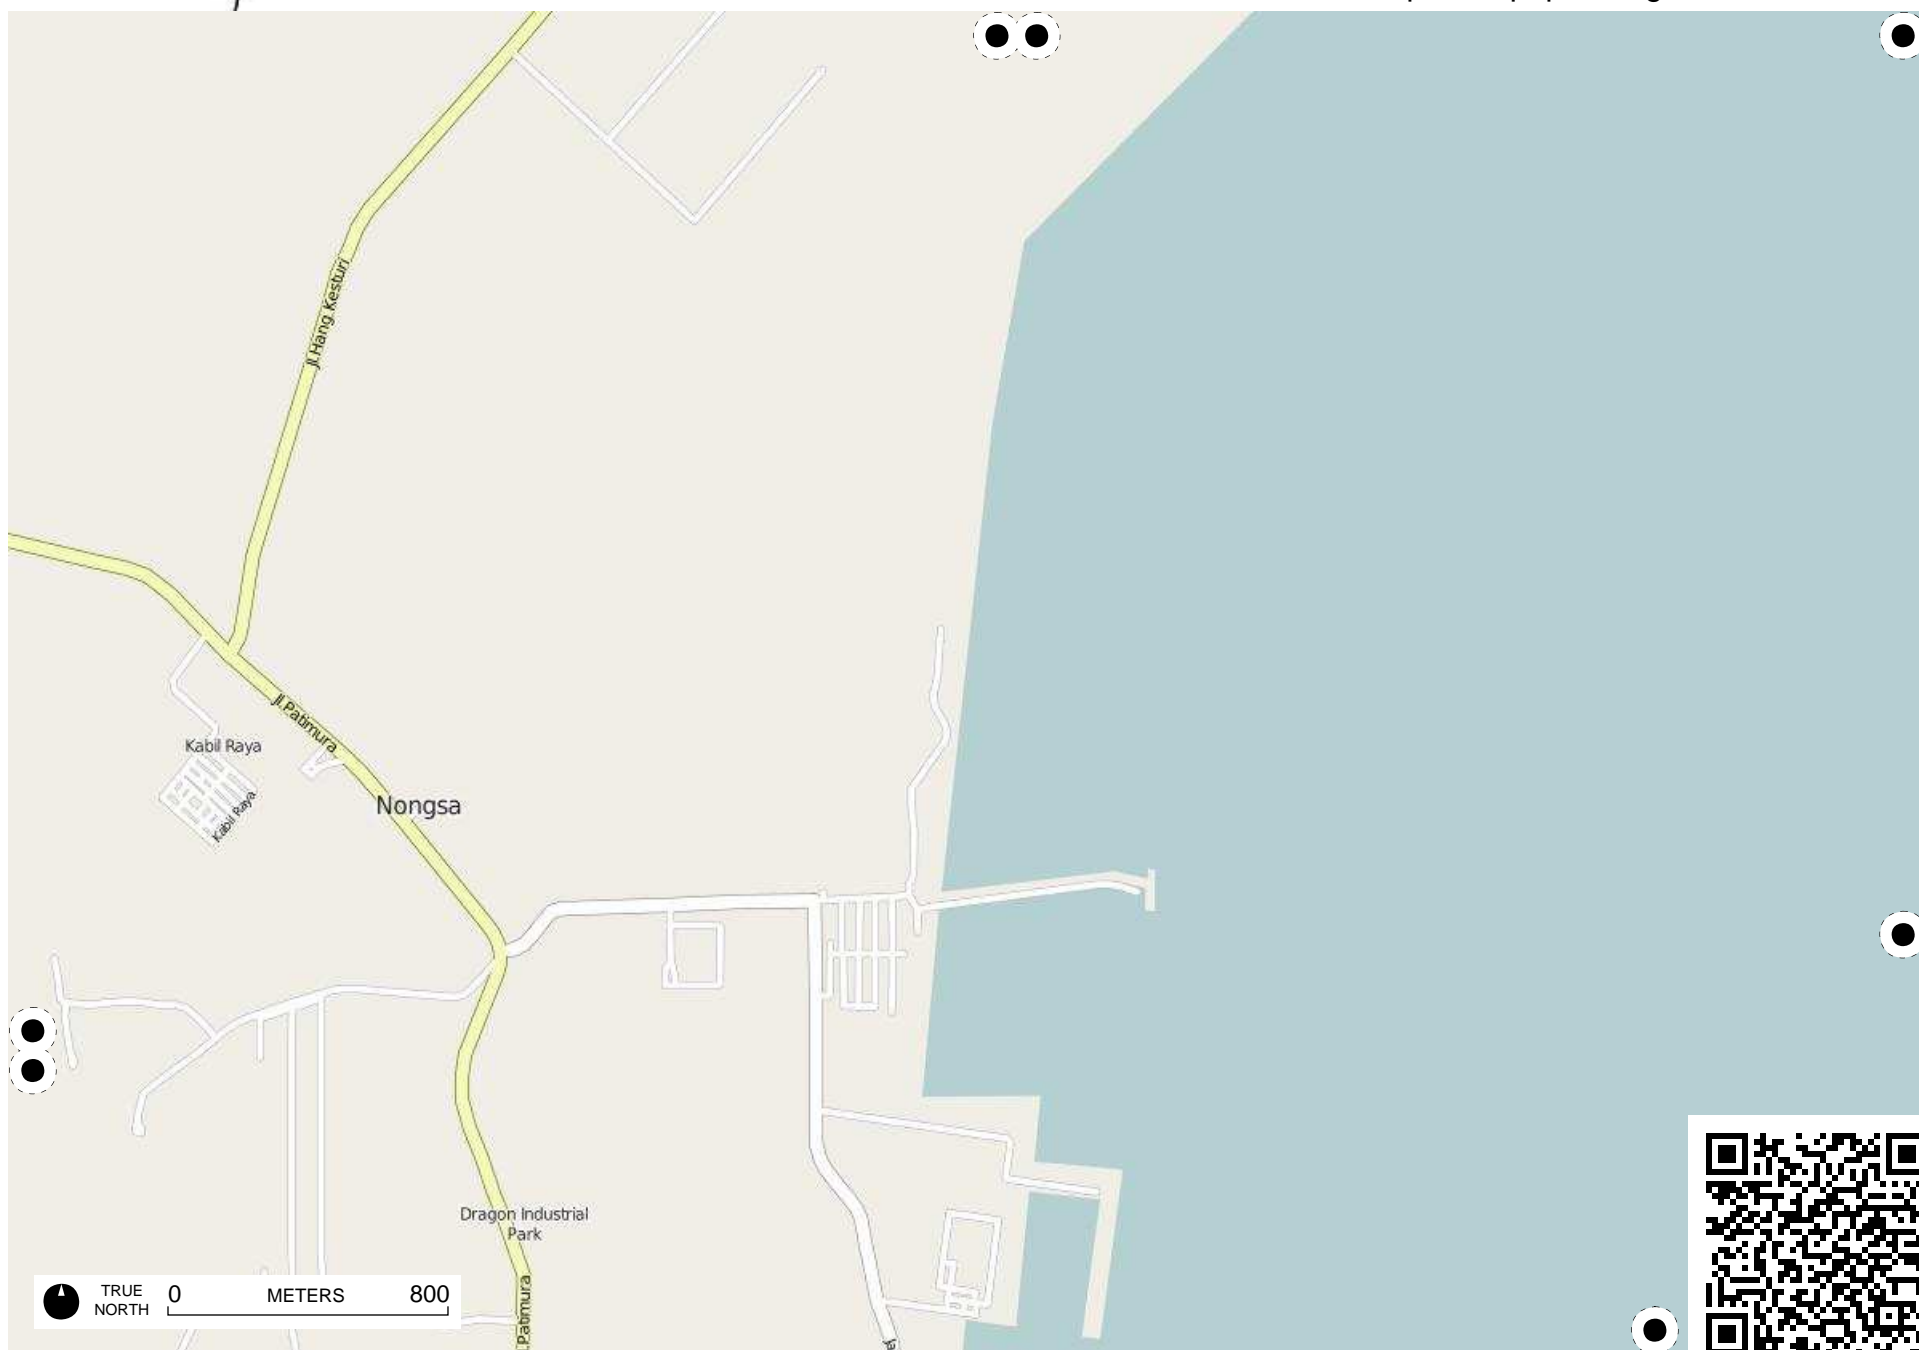 Jl.Hang Kesturi
Jl.Patimura
Kabil Raya
Kabil Raya
Nongsa
Dragon Industrial
Park
TRUE
NORTH
0
METERS
800
.Patimura